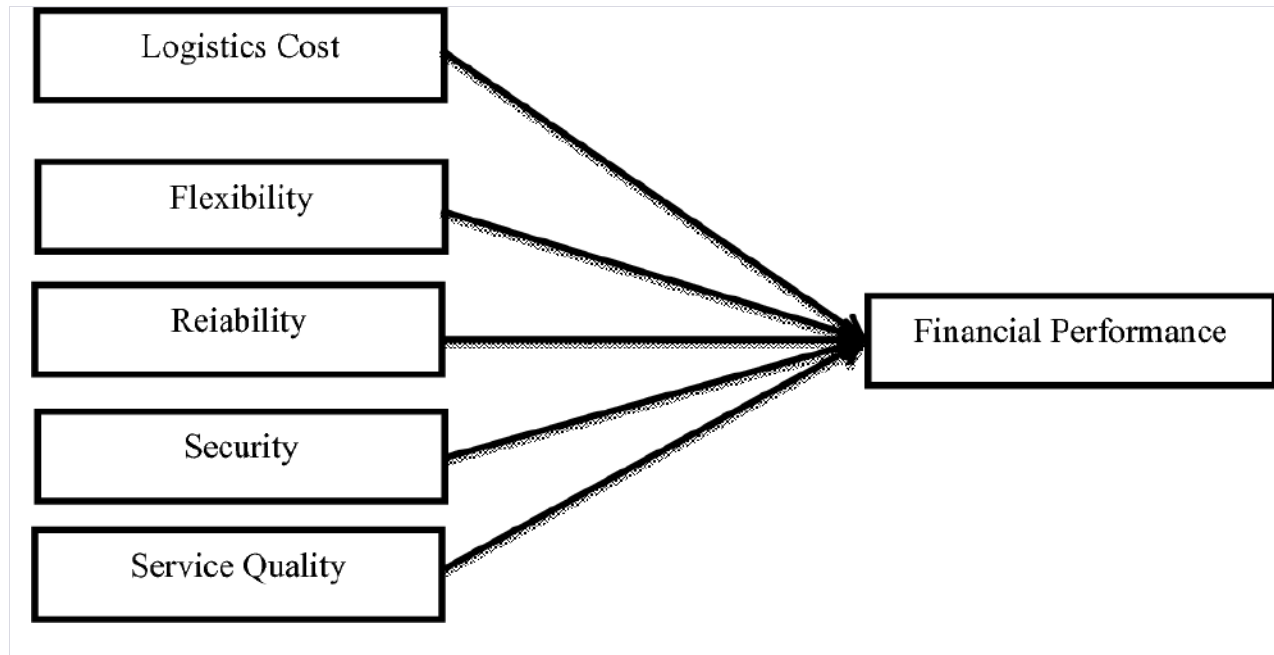 Logistics Cost
Flexibility
Reiability
Security
Service Quality
Financial Performance